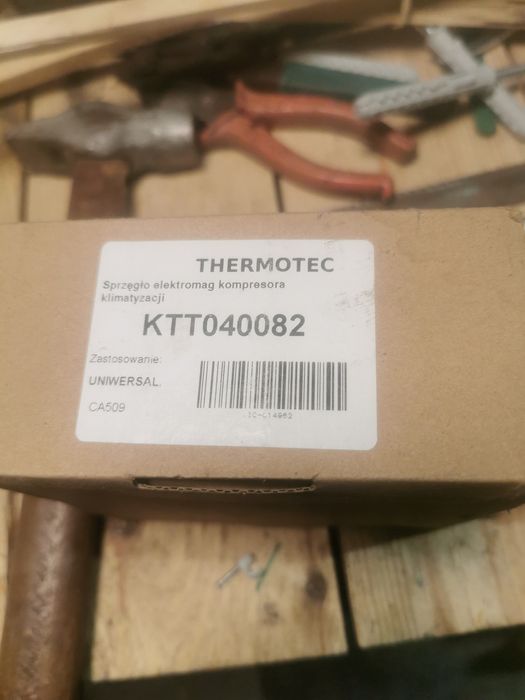 THERMOTEC
Sprzęgło elektromag kompresora
klimatyzacji
KTT040082
Zastosowanie:
UNIWERSAL.
CA509